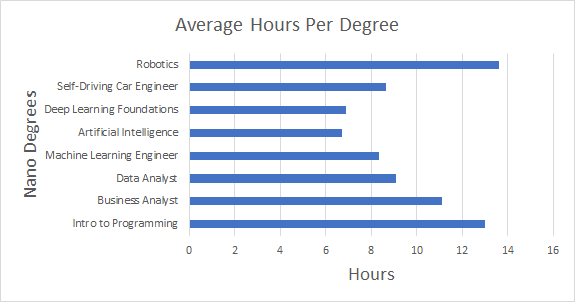 Average Hours Per Degree
Nano Degrees
Robotics
Self-Driving Car Engineer
Deep Learning Foundations
Artificial Intelligence
Machine Learning Engineer
Data Analyst
Business Analyst
Intro to Programming
0 2 4 6 8 10 12 14 16
Hours